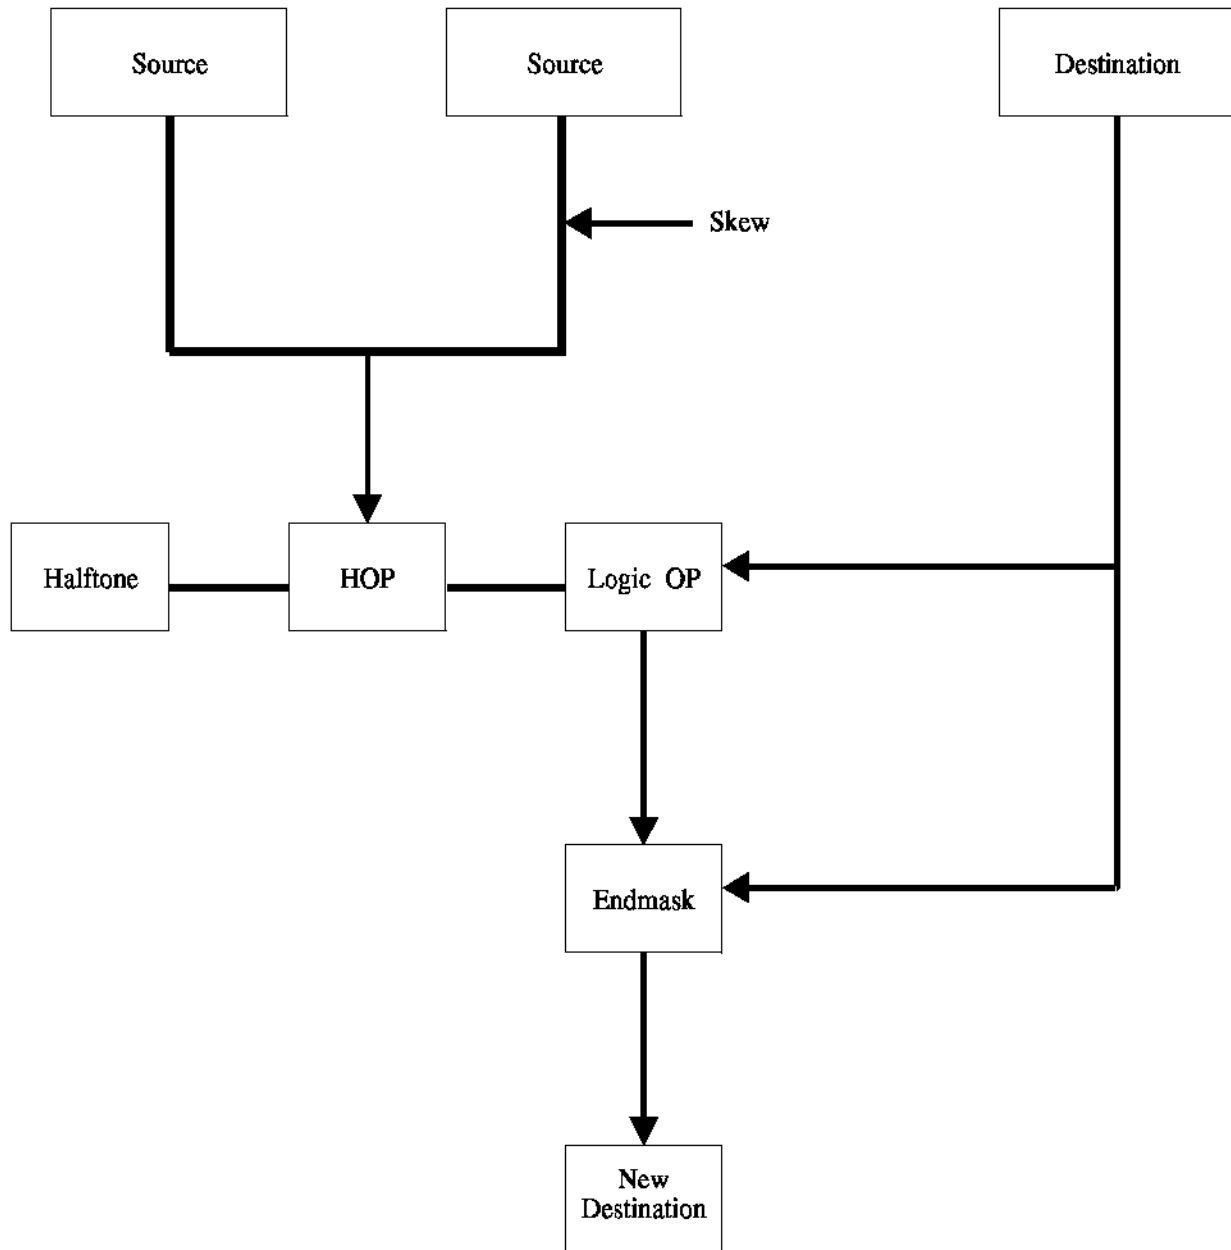 Source
Source
Destination
Skew
Halftone
HOP
Logic OP
Endmask
New
Destination